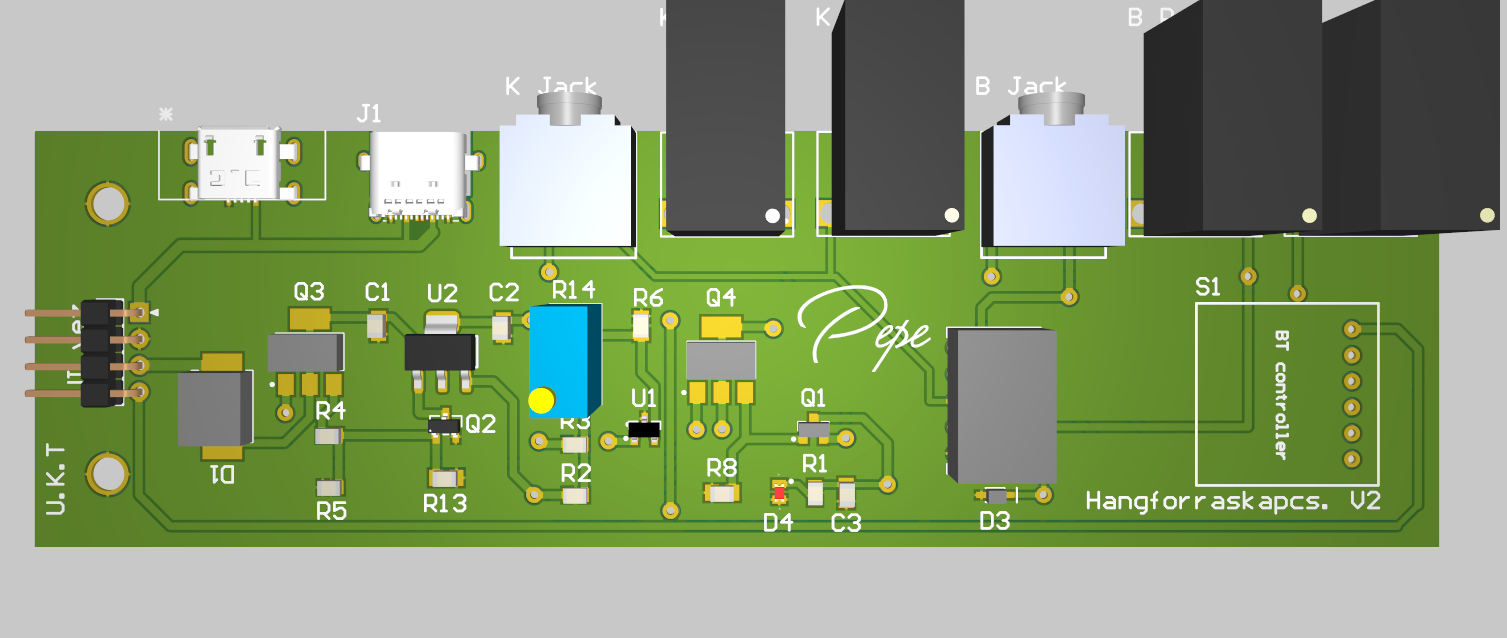 K Jack
B Jack
K
B
J1
Q3
C1
U2
C2
R14
R6
Q4
Pepe
S1
BT controller
R4
Q2
R3
U1
Q1
D1
R2
R8
R1
U.K.T
R5
R13
D4
C3
D3
Hangforraskapcs. V2